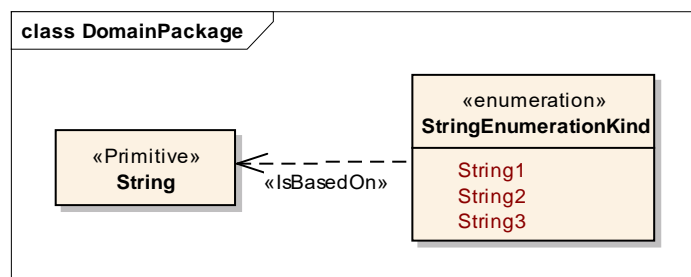 class DomainPackage
«enumeration»
StringEnumerationKind
«Primitive»
String
«IsBasedOn»
String1
String2
String3